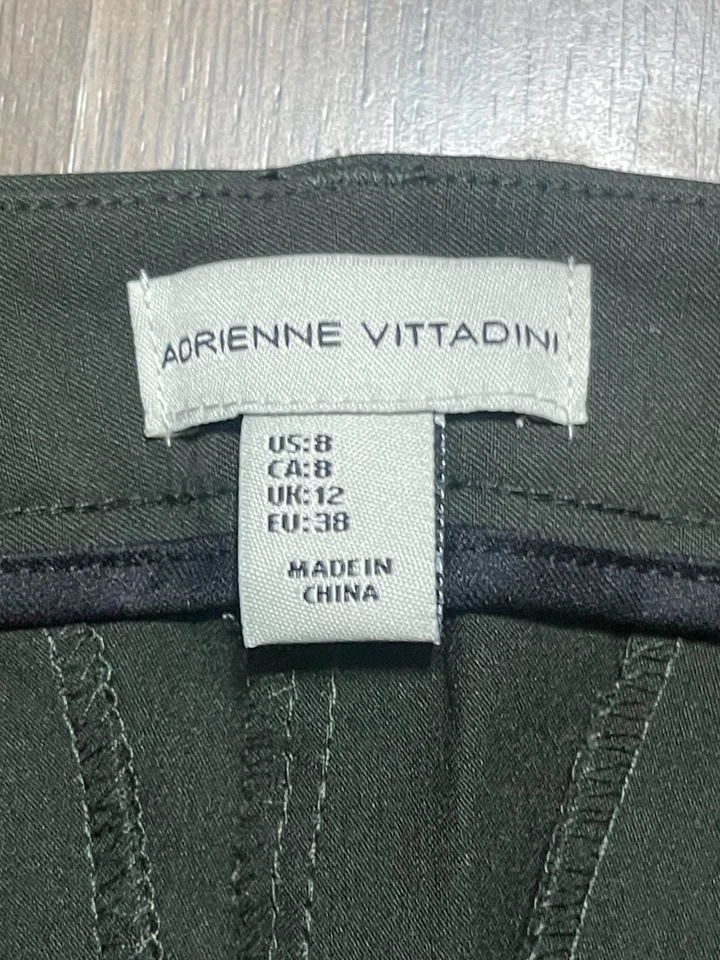 ADRIENNE VITTADINI
US:8
CA:8
UK:12
EU:38
MADE IN
CHINA